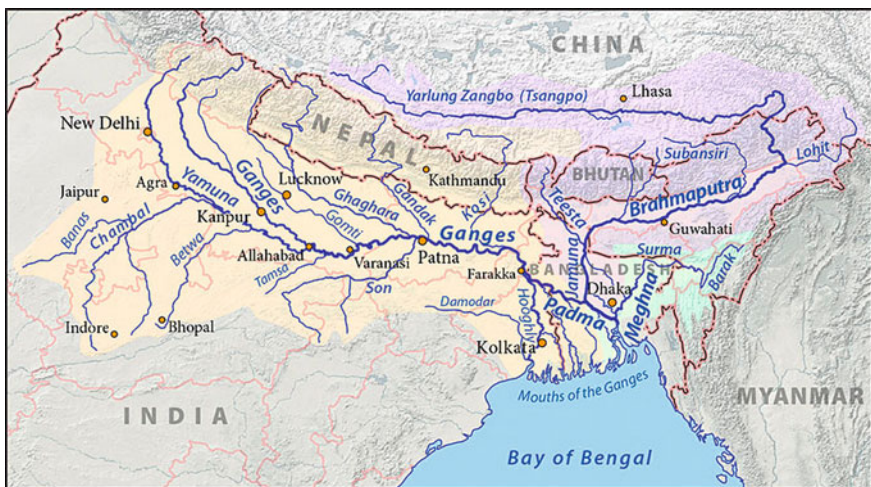 CHINA
Lhasa
Yarlung Zangbo (Tsangpo)
New Delhi
NEPAL
Subansiri
Lohit
BHUTAN
Kathmandu
Lucknow
Ganges
Ghaghara
Gandak
Kosi
Teesta
Brahmaputra
Agra
Yamuna
Jaipur
Banas
Chambal
Kanpur
Gomti
Betwa
Guwahati
Ganges
Patna
Allahabad
Varanasi
Surma
Jamuna
Tamsa
Son
Farakka
BANGLADESH
Barak
Dhaka
Padma
Meghna
Damodar
Hooghly
Indore
Bhopal
Kolkata
Mouths of the Ganges
INDIA
MYANMAR
Bay of Bengal